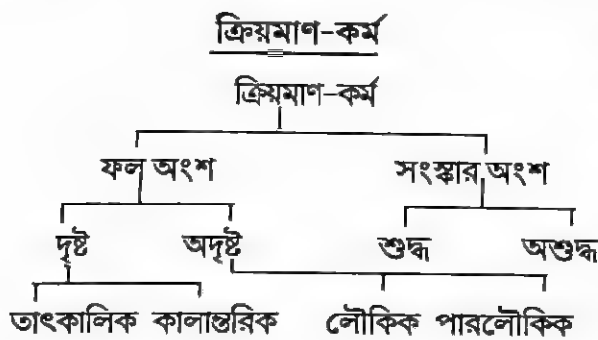 ক্রিয়মাণ-কর্ম
ক্রিয়মাণ-কর্ম
ফল অংশ সংস্কার অংশ
দৃষ্ট অদৃষ্ট শুদ্ধ অশুদ্ধ
তাৎকালিক কালান্তরিক লৌকিক পারলৌকিক